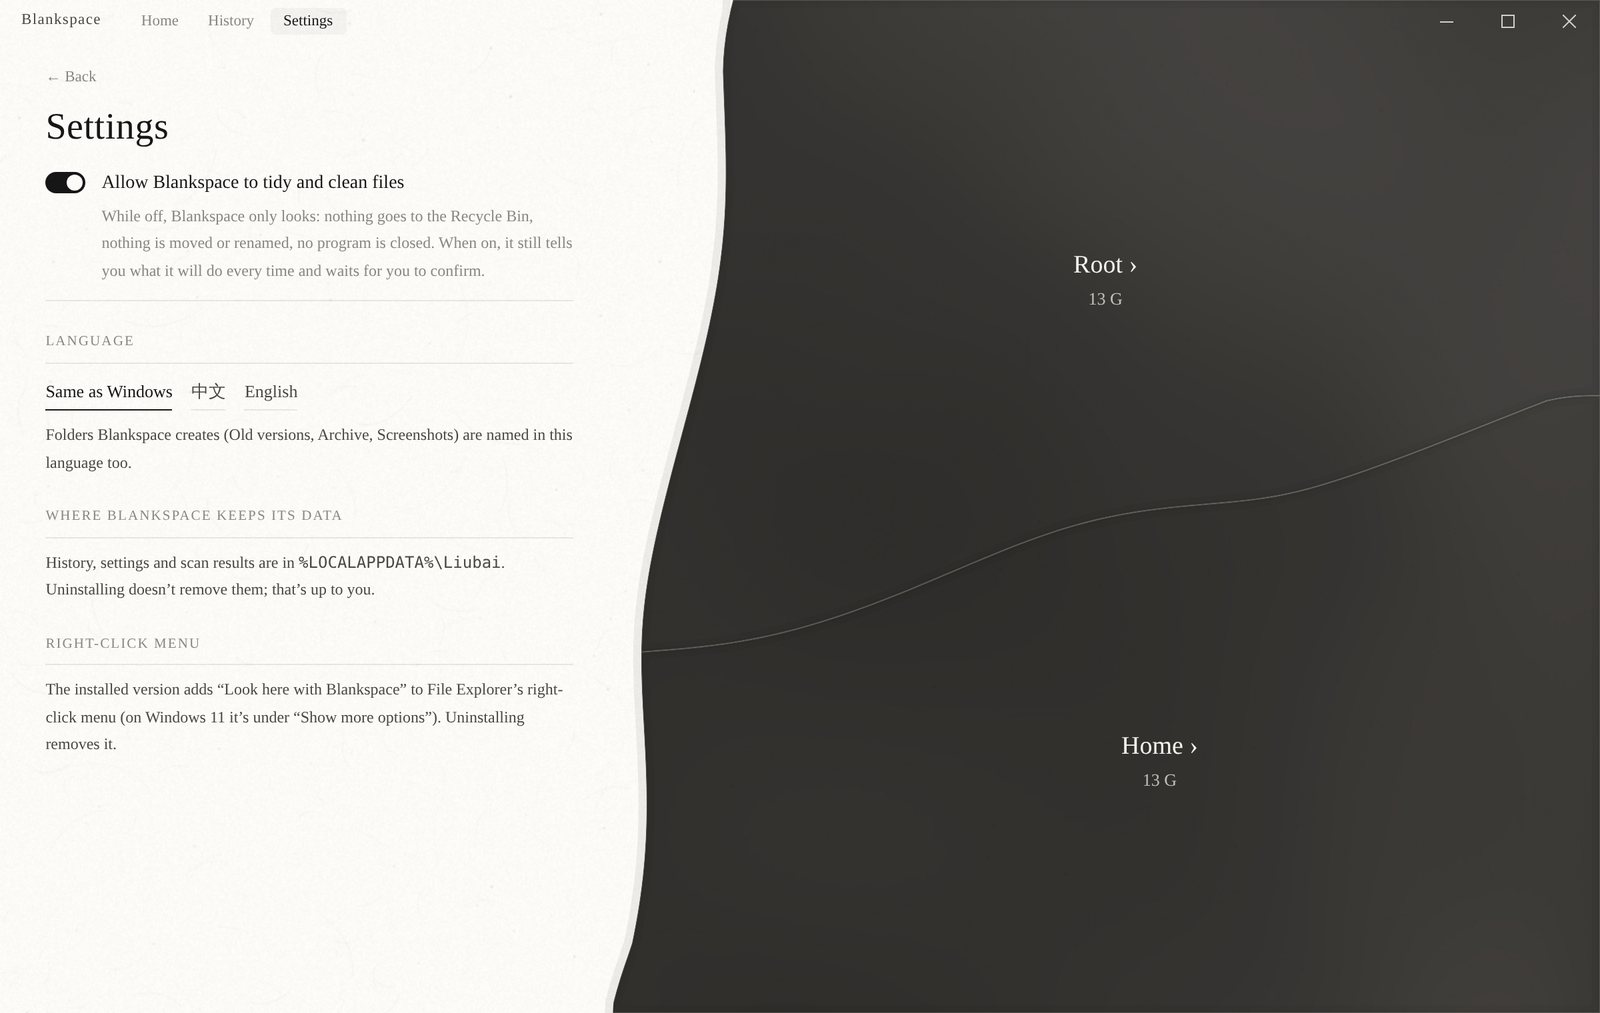 Blankspace Home History Settings
← Back
Settings
Allow Blankspace to tidy and clean files
While off, Blankspace only looks: nothing goes to the Recycle Bin,
nothing is moved or renamed, no program is closed. When on, it still tells
you what it will do every time and waits for you to confirm.
LANGUAGE
Same as Windows 中文 English
Folders Blankspace creates (Old versions, Archive, Screenshots) are named in this
language too.
WHERE BLANKSPACE KEEPS ITS DATA
History, settings and scan results are in %LOCALAPPDATA%\Liubai.
Uninstalling doesn’t remove them; that’s up to you.
RIGHT-CLICK MENU
The installed version adds “Look here with Blankspace” to File Explorer’s right-
click menu (on Windows 11 it’s under “Show more options”). Uninstalling
removes it.
Root ›
13 G
Home ›
13 G